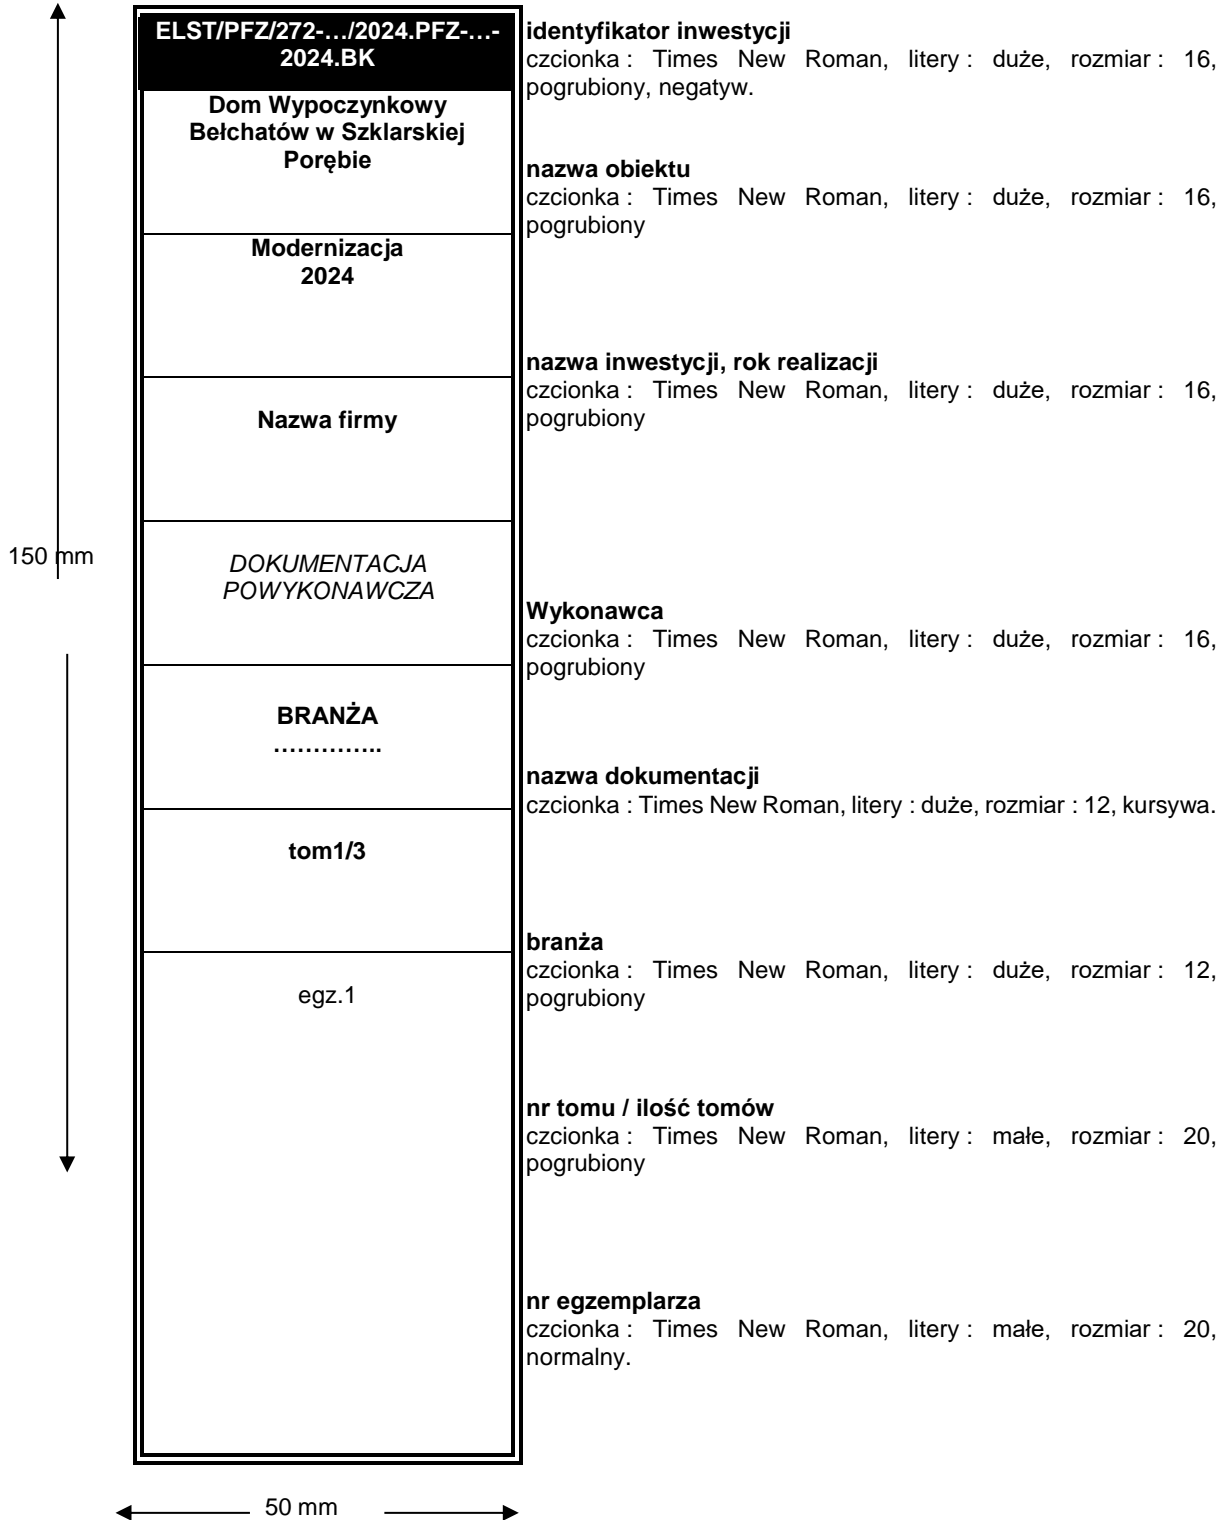 ELST/PFZ/272-…/2024.PFZ-…-
2024.BK
Dom Wypoczynkowy
Bełchatów w Szklarskiej
Porębie
Modernizacja
2024
Nazwa firmy
DOKUMENTACJA
POWYKONAWCZA
BRANŻA
…………..
tom1/3
egz.1
150 mm
50 mm
identyfikator inwestycji
czcionka : Times New Roman, litery : duże, rozmiar : 16,
pogrubiony, negatyw.
nazwa obiektu
czcionka : Times New Roman, litery : duże, rozmiar : 16,
pogrubiony
nazwa inwestycji, rok realizacji
czcionka : Times New Roman, litery : duże, rozmiar : 16,
pogrubiony
Wykonawca
czcionka : Times New Roman, litery : duże, rozmiar : 16,
pogrubiony
nazwa dokumentacji
czcionka : Times New Roman, litery : duże, rozmiar : 12, kursywa.
branża
czcionka : Times New Roman, litery : duże, rozmiar : 12,
pogrubiony
nr tomu / ilość tomów
czcionka : Times New Roman, litery : małe, rozmiar : 20,
pogrubiony
nr egzemplarza
czcionka : Times New Roman, litery : małe, rozmiar : 20,
normalny.